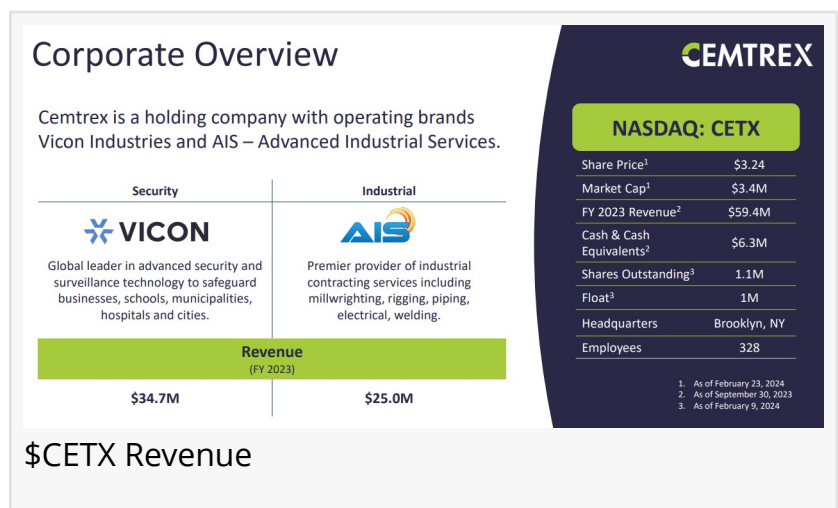 Corporate Overview
CEMTREX
Cemtrex is a holding company with operating brands
Vicon Industries and AIS – Advanced Industrial Services.
Security
Industrial
VICON
AIS
Global leader in advanced security and
surveillance technology to safeguard
businesses, schools, municipalities,
hospitals and cities.
Premier provider of industrial
contracting services including
millwrighting, rigging, piping,
electrical, welding.
Revenue
(FY 2023)
$34.7M
$25.0M
NASDAQ: CETX
Share Price¹ $3.24
Market Cap¹ $3.4M
FY 2023 Revenue² $59.4M
Cash & Cash
Equivalents² $6.3M
Shares Outstanding³ 1.1M
Float³ 1M
Headquarters Brooklyn, NY
Employees 328
1. As of February 23, 2024
2. As of September 30, 2023
3. As of February 9, 2024
$CETX Revenue